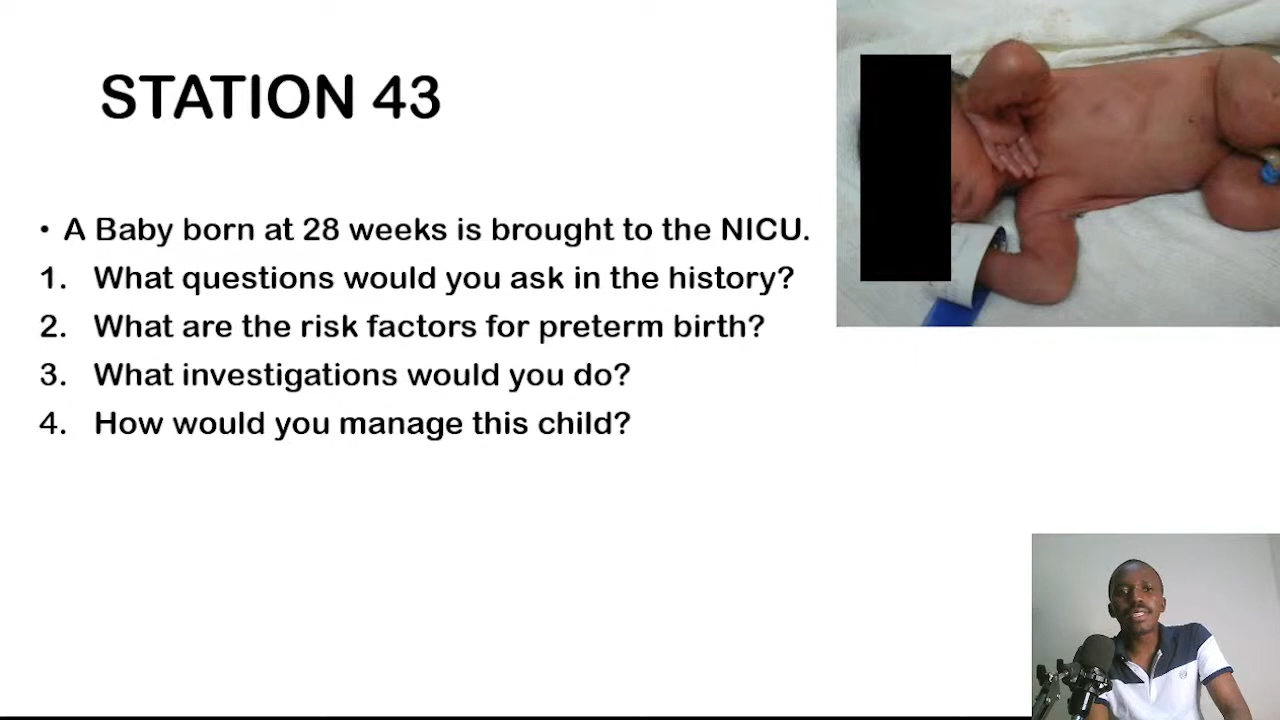 STATION 43
• A Baby born at 28 weeks is brought to the NICU.
1. What questions would you ask in the history?
2. What are the risk factors for preterm birth?
3. What investigations would you do?
4. How would you manage this child?